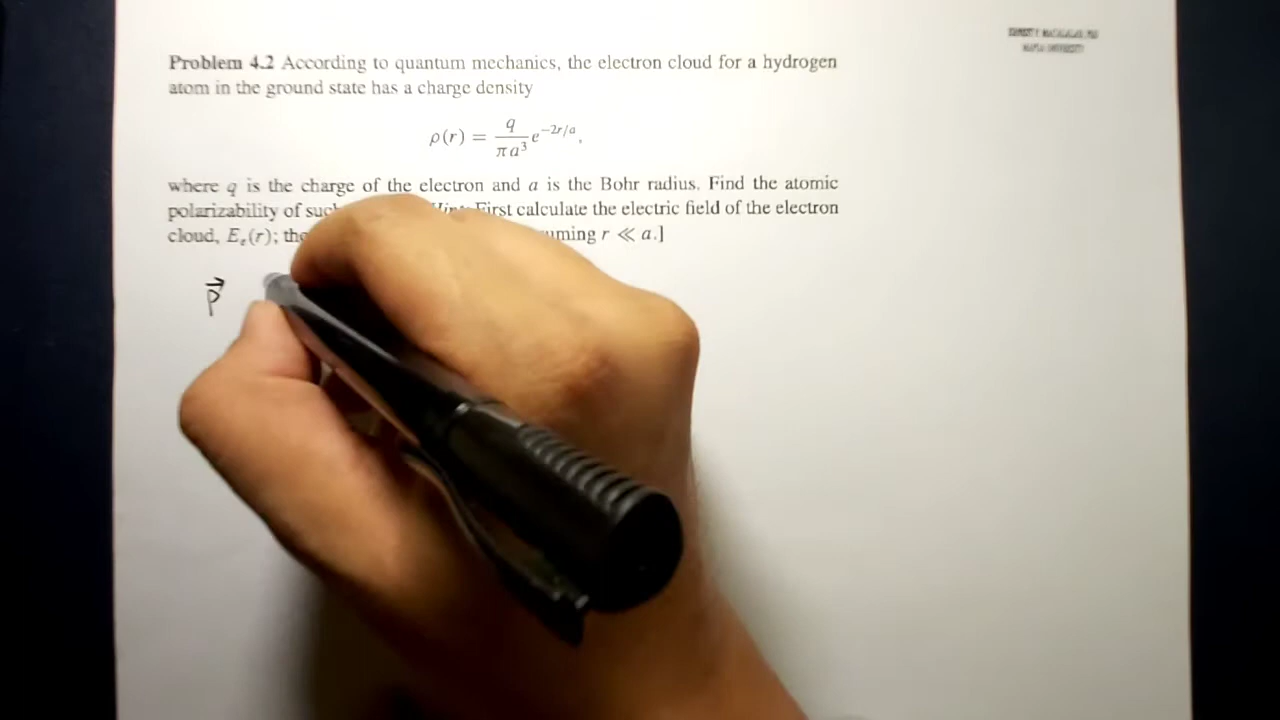 Problem 4.2 According to quantum mechanics, the electron cloud for a hydrogen
atom in the ground state has a charge density
ρ(r) = q/πa³ e^{−2r/a},
where q is the charge of the electron and a is the Bohr radius. Find the atomic
polarizability of First calculate the electric field of the electron
cloud, Eₑ(r); r ≪ a.]
p⃗